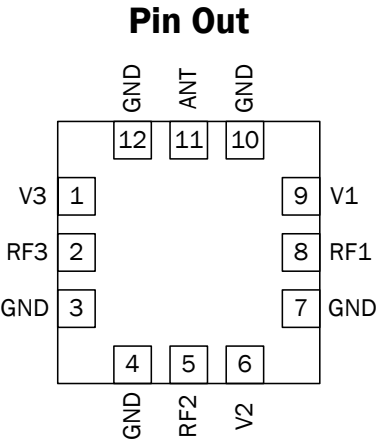 Pin Out
GND
ANT
GND
12
11
10
V3
1
9
V1
RF3
2
8
RF1
GND
3
7
GND
4
5
6
GND
RF2
V2